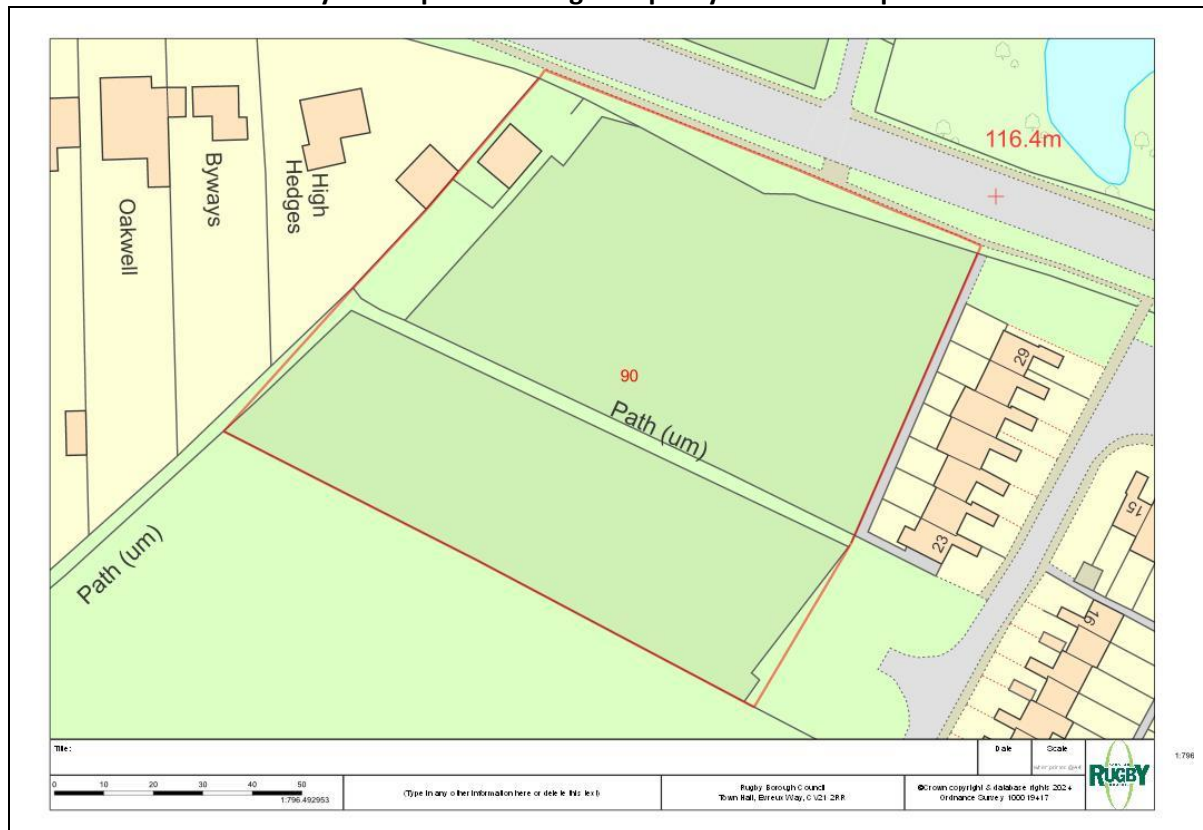 116.4m
Oakwell
Byways
High
Hedges
29
90
Path (um)
23
15
Path (um)
16
Title:
Date
Scale
RUGBY
1:796
0 10 20 30 40 50
1:796.492953
(Type in any other information here or delete this text)
Rugby Borough Council
Town Hall, Evreux Way, CV21 2RR
©Crown copyright & database rights 2024
Ordnance Survey 100019417